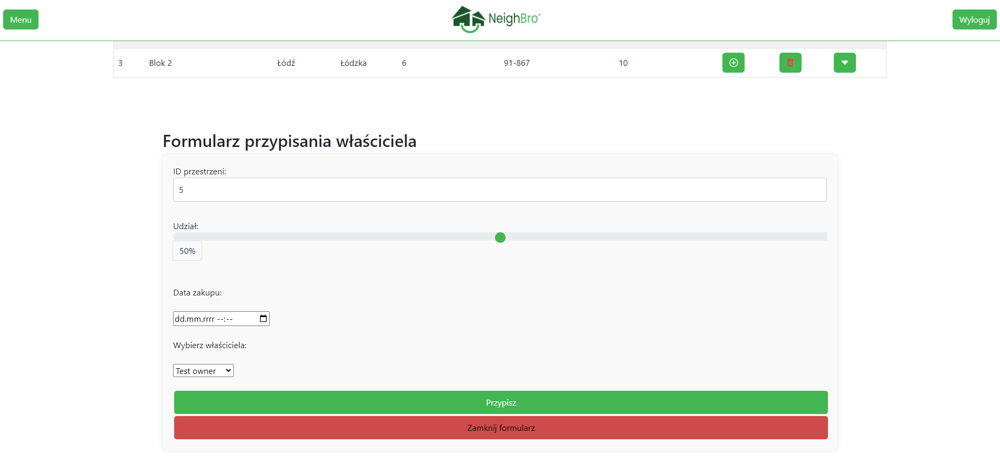 Menu
NeighBro™
Wyloguj
3 Blok 2 Łódź Łódzka 6 91-867 10
Formularz przypisania właściciela
ID przestrzeni:
5
Udział:
50%
Data zakupu:
dd.mm.rrrr --:--
Wybierz właściciela:
Test owner
Przypisz
Zamknij formularz